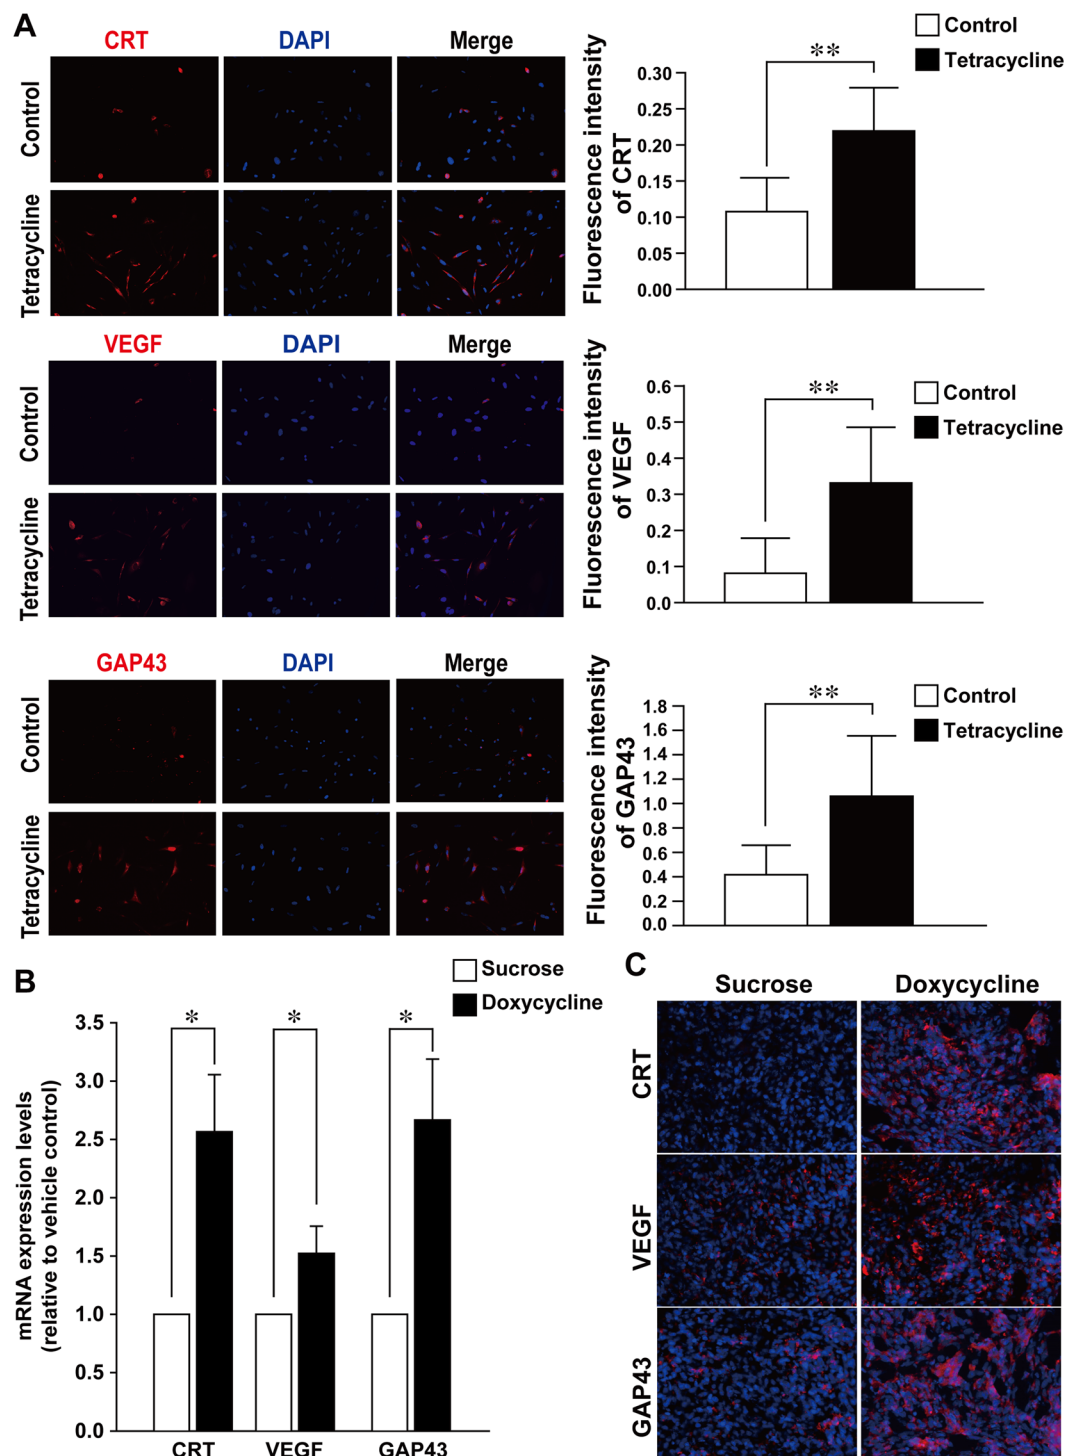 A
CRT DAPI Merge
Control
Tetracycline
Fluorescence intensity
of CRT
0.30
0.25
0.20
0.15
0.10
0.05
0.00
**
Control
Tetracycline
VEGF DAPI Merge
Control
Tetracycline
Fluorescence intensity
of VEGF
0.6
0.5
0.4
0.3
0.2
0.1
0.0
**
Control
Tetracycline
GAP43 DAPI Merge
Control
Tetracycline
Fluorescence intensity
of GAP43
1.8
1.6
1.4
1.2
1.0
0.8
0.6
0.4
0.2
0.0
**
Control
Tetracycline
B
Sucrose
Doxycycline
mRNA expression levels
(relative to vehicle control)
3.5
3.0
2.5
2.0
1.5
1.0
0.5
0.0
* * *
CRT VEGF GAP43
C
Sucrose Doxycycline
CRT
VEGF
GAP43